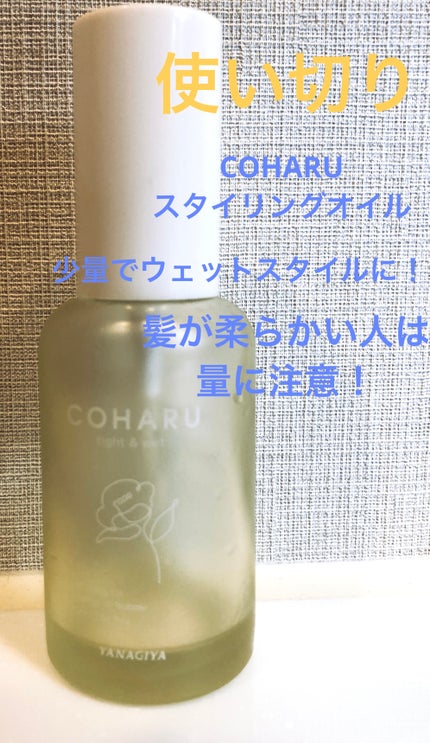 使い切り
COHARU
スタイリングオイル
少量でウェットスタイルに！
髪が柔らかい人は
量に注意！
COHARU
light & wet
YANAGIYA